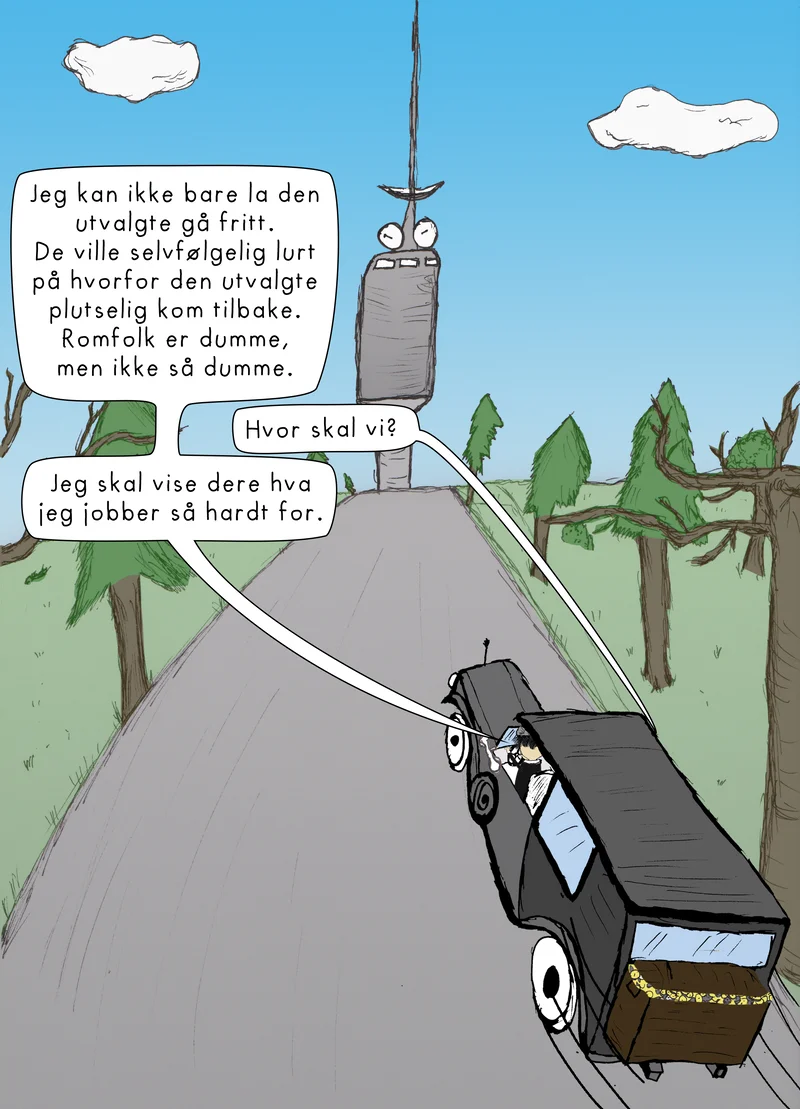 Jeg kan ikke bare la den
utvalgte gå fritt.
De ville selvfølgelig lurt
på hvorfor den utvalgte
plutselig kom tilbake.
Romfolk er dumme,
men ikke så dumme.
Hvor skal vi?
Jeg skal vise dere hva
jeg jobber så hardt for.